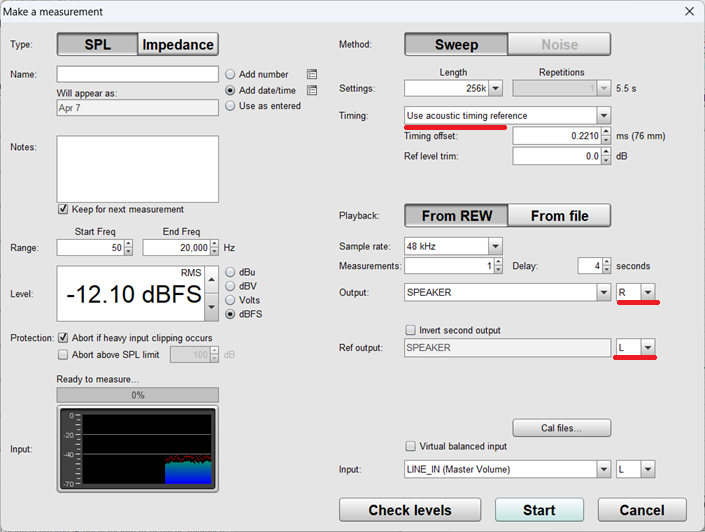 Make a measurement
Type: SPL Impedance
Name:
Add number
Add date/time
Use as entered
Will appear as:
Apr 7
Notes:
Keep for next measurement
Start Freq End Freq
Range: 50 20,000 Hz
Level: RMS
-12.10 dBFS
dBu
dBV
Volts
dBFS
Protection: Abort if heavy input clipping occurs
Abort above SPL limit 100 dB
Ready to measure...
0%
Input:
0
-20
-40
-70
Method: Sweep Noise
Length Repetitions
Settings: 256k 1 5.5 s
Timing: Use acoustic timing reference
Timing offset: 0.2210 ms (76 mm)
Ref level trim: 0.0 dB
Playback: From REW From file
Sample rate: 48 kHz
Measurements: 1 Delay: 4 seconds
Output: SPEAKER R
Invert second output
Ref output: SPEAKER L
Cal files...
Virtual balanced input
Input: LINE_IN (Master Volume) L
Check levels Start Cancel